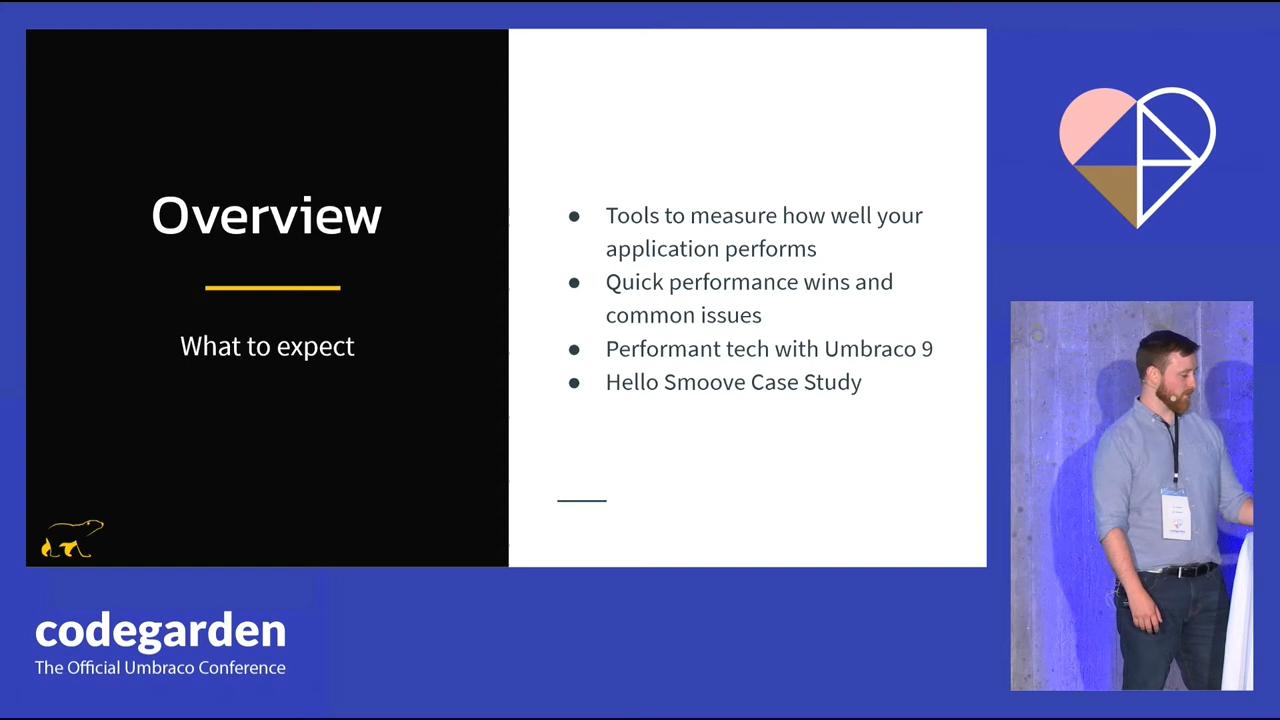 Overview
What to expect
● Tools to measure how well your
application performs
● Quick performance wins and
common issues
● Performant tech with Umbraco 9
● Hello Smoove Case Study
codegarden
The Official Umbraco Conference